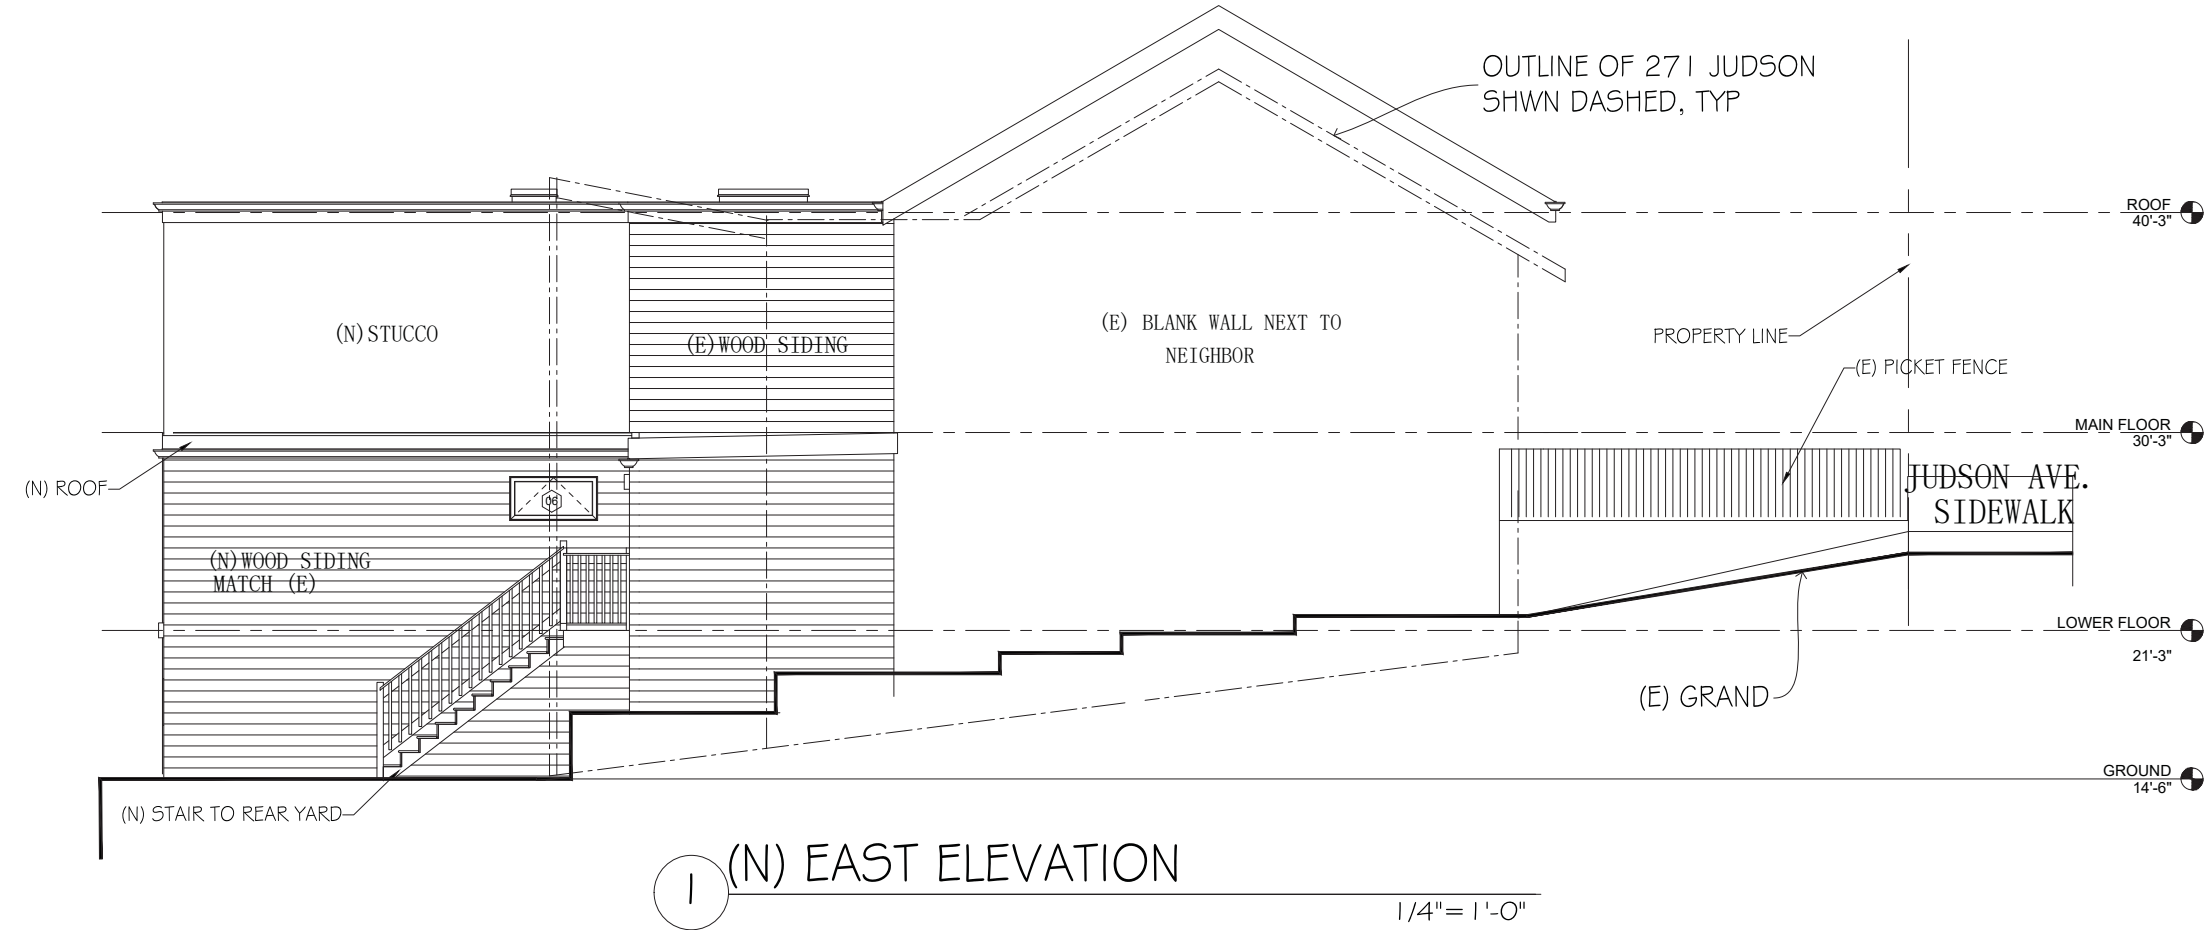 OUTLINE OF 271 JUDSON
SHWN DASHED, TYP
ROOF
40'-3"
(N)STUCCO
(E)WOOD SIDING
(E) BLANK WALL NEXT TO
NEIGHBOR
PROPERTY LINE
(E) PICKET FENCE
MAIN FLOOR
30'-3"
(N) ROOF
06
JUDSON AVE.
SIDEWALK
(N)WOOD SIDING
MATCH (E)
LOWER FLOOR
21'-3"
(E) GRAND
GROUND
14'-6"
(N) STAIR TO REAR YARD
1
(N) EAST ELEVATION
1/4"= 1'-0"